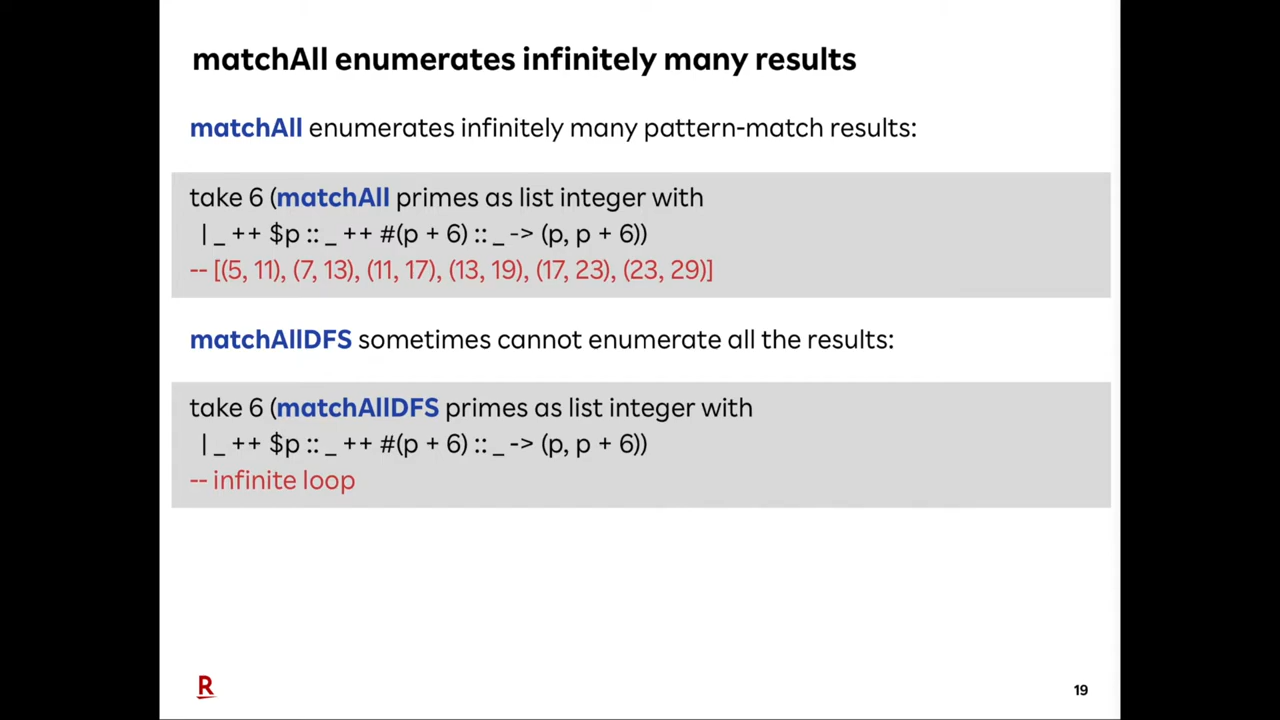 matchAll enumerates infinitely many results
matchAll enumerates infinitely many pattern-match results:
take 6 (matchAll primes as list integer with
| _ ++ $p :: _ ++ #(p + 6) :: _ -> (p, p + 6))
-- [(5, 11), (7, 13), (11, 17), (13, 19), (17, 23), (23, 29)]
matchAllDFS sometimes cannot enumerate all the results:
take 6 (matchAllDFS primes as list integer with
| _ ++ $p :: _ ++ #(p + 6) :: _ -> (p, p + 6))
-- infinite loop
R
19